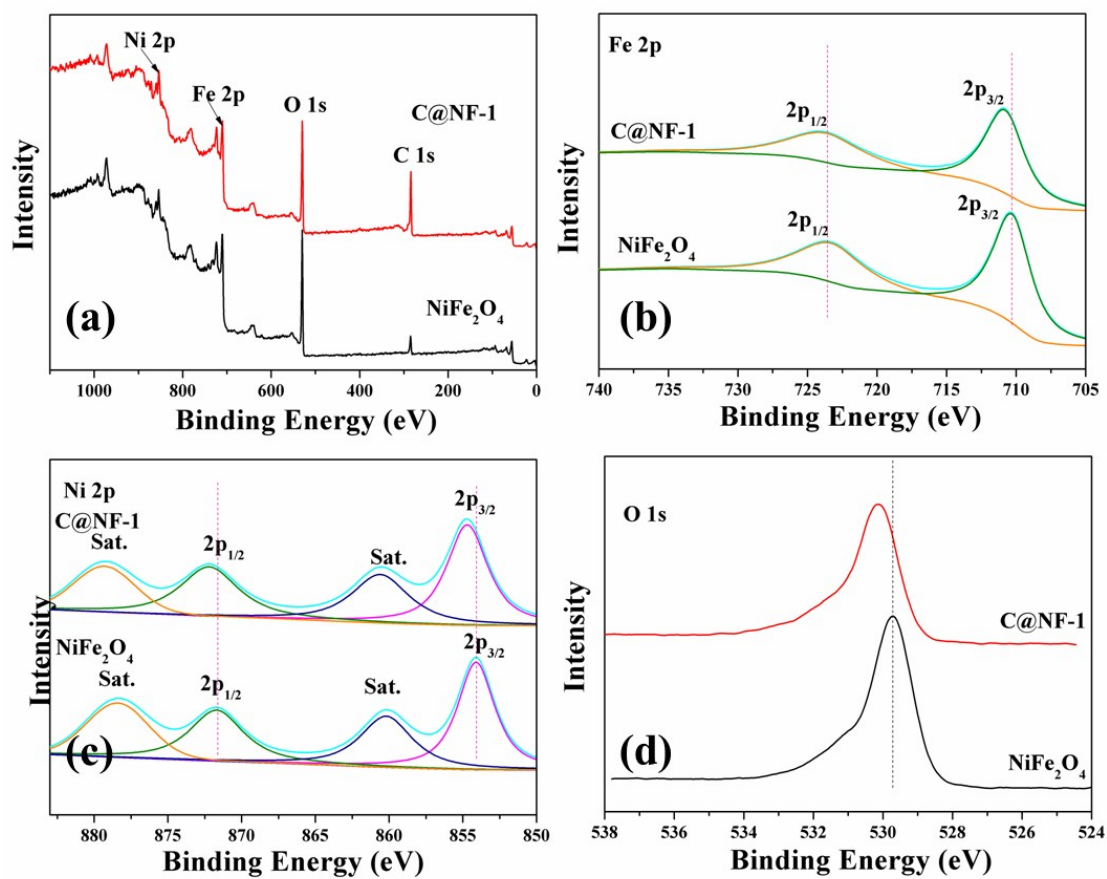 (a)
Ni 2p
Fe 2p
O 1s
C 1s
C@NF-1
NiFe₂O₄
Intensity
1000 800 600 400 200 0
Binding Energy (eV)
(b)
Fe 2p
C@NF-1
2p₁/₂
2p₃/₂
NiFe₂O₄
2p₁/₂
2p₃/₂
Intensity
740 735 730 725 720 715 710 705
Binding Energy (eV)
(c)
Ni 2p
C@NF-1
Sat.
2p₁/₂
Sat.
2p₃/₂
NiFe₂O₄
Sat.
2p₁/₂
Sat.
2p₃/₂
Intensity
880 875 870 865 860 855 850
Binding Energy (eV)
(d)
O 1s
C@NF-1
NiFe₂O₄
Intensity
538 536 534 532 530 528 526 524
Binding Energy (eV)